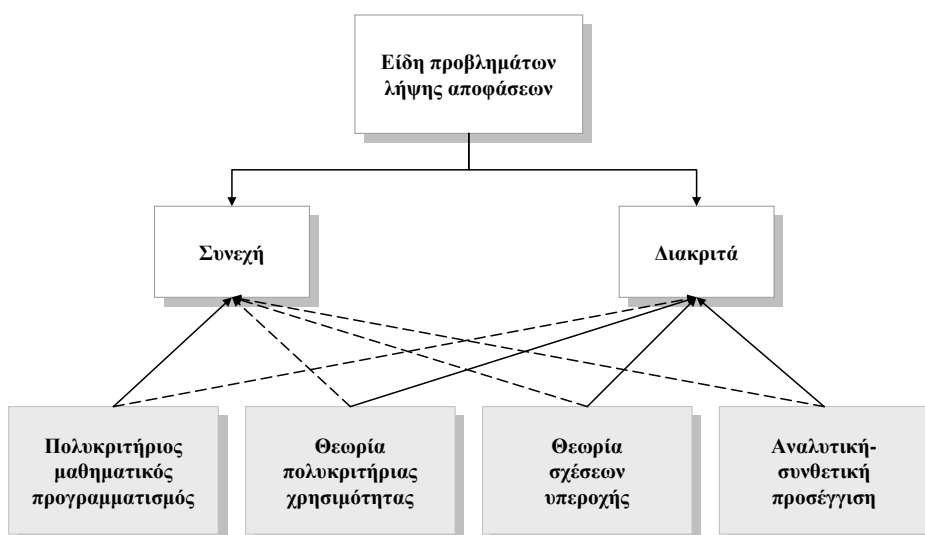 Είδη προβλημάτων
λήψης αποφάσεων
Συνεχή
Διακριτά
Πολυκριτήριος
μαθηματικός
προγραμματισμός
Θεωρία
πολυκριτήριας
χρησιμότητας
Θεωρία
σχέσεων
υπεροχής
Αναλυτική-
συνθετική
προσέγγιση